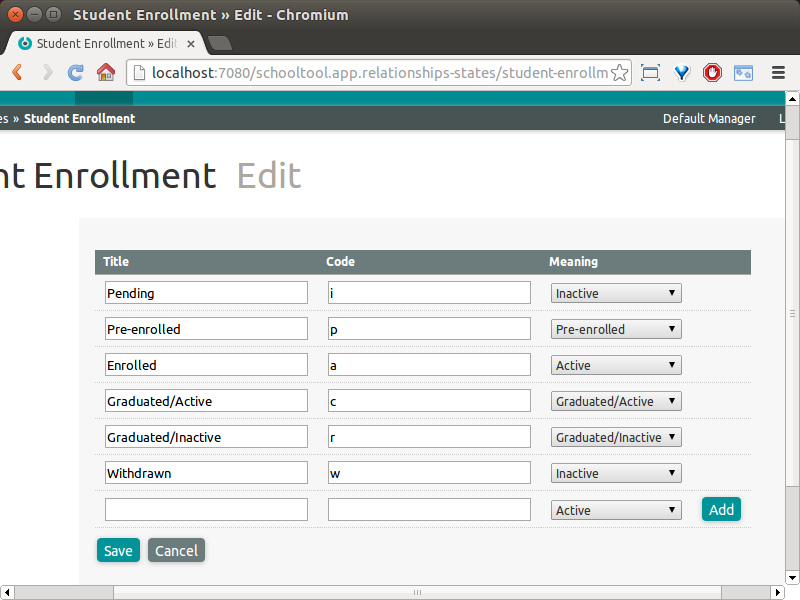 Student Enrollment » Edit - Chromium
Student Enrollment » Edit
localhost:7080/schooltool.app.relationships-states/student-enrollm
es » Student Enrollment Default Manager L
nt Enrollment Edit
Title Code Meaning
Pending i Inactive
Pre-enrolled p Pre-enrolled
Enrolled a Active
Graduated/Active c Graduated/Active
Graduated/Inactive r Graduated/Inactive
Withdrawn w Inactive
Active Add
Save Cancel